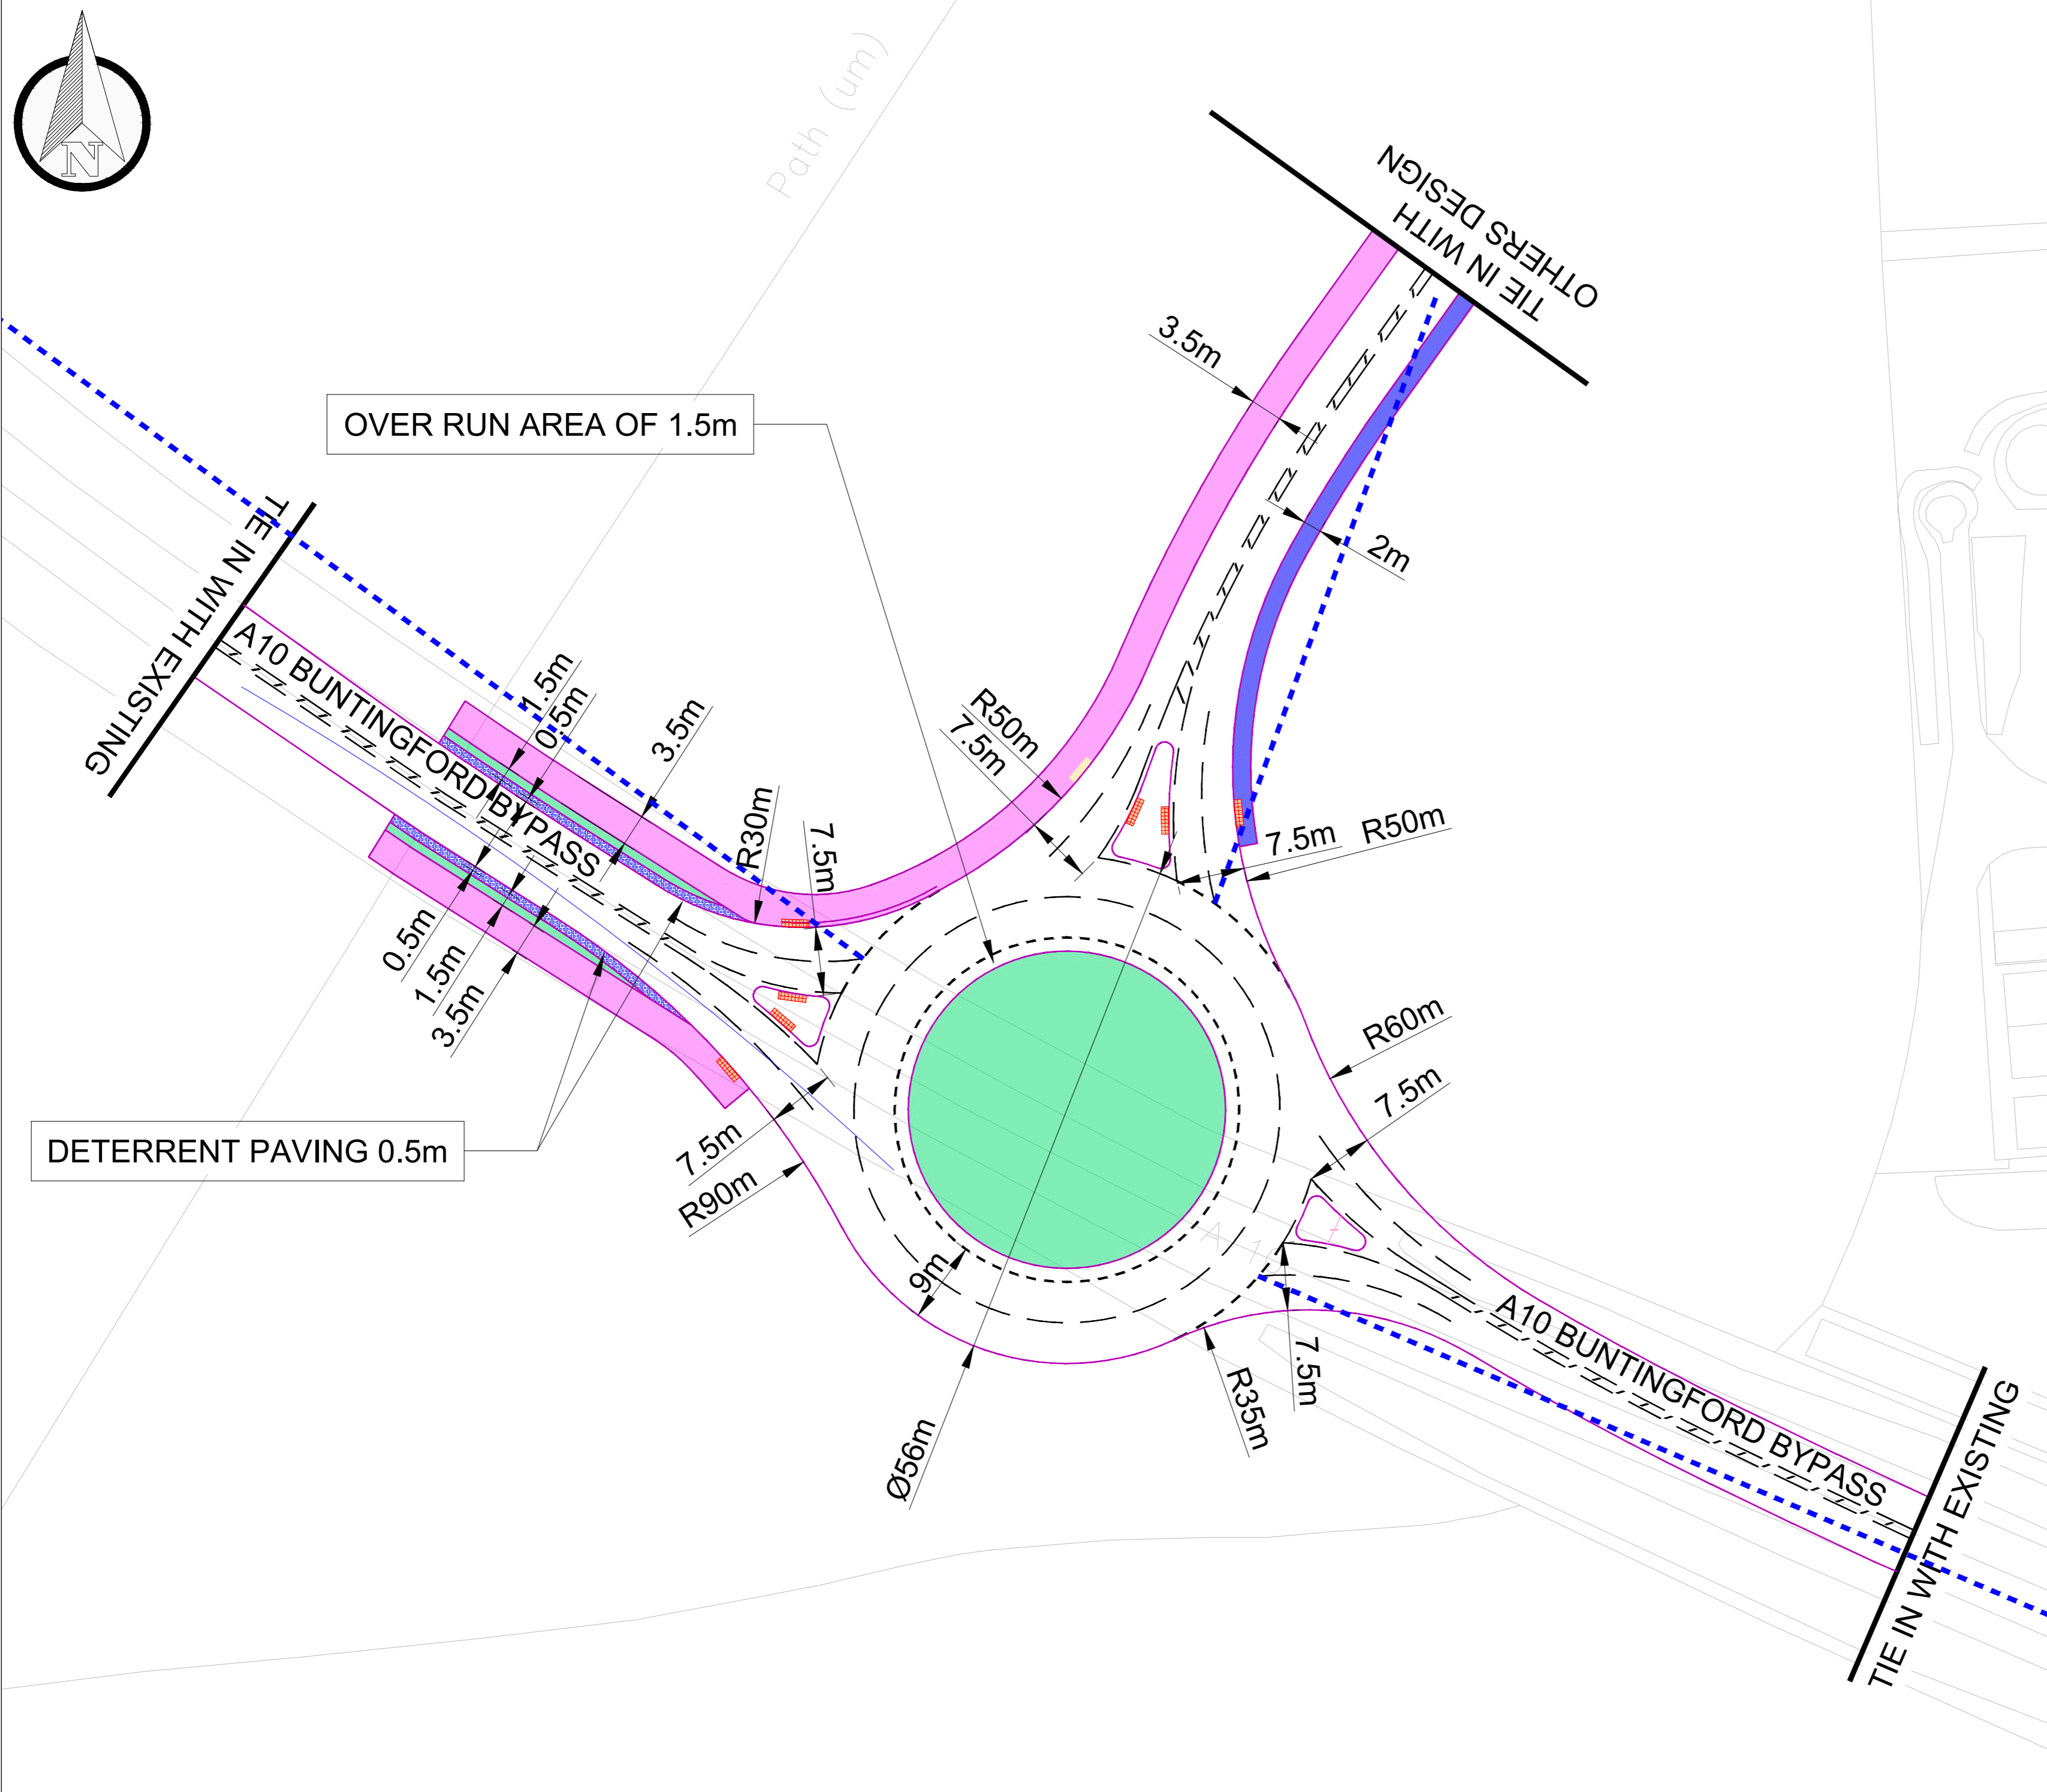 N
Path (um)
TIE IN WITH
OTHERS DESIGN
3.5m
OVER RUN AREA OF 1.5m
TIE IN WITH EXISTING
2m
A10 BUNTINGFORD BYPASS
1.5m
0.5m
3.5m
R50m
7.5m
R30m
7.5m
7.5m
R50m
0.5m
1.5m
3.5m
R60m
7.5m
DETERRENT PAVING 0.5m
7.5m
R90m
A 10
9m
A10 BUNTINGFORD BYPASS
7.5m
R35m
Ø56m
TIE IN WITH EXISTING